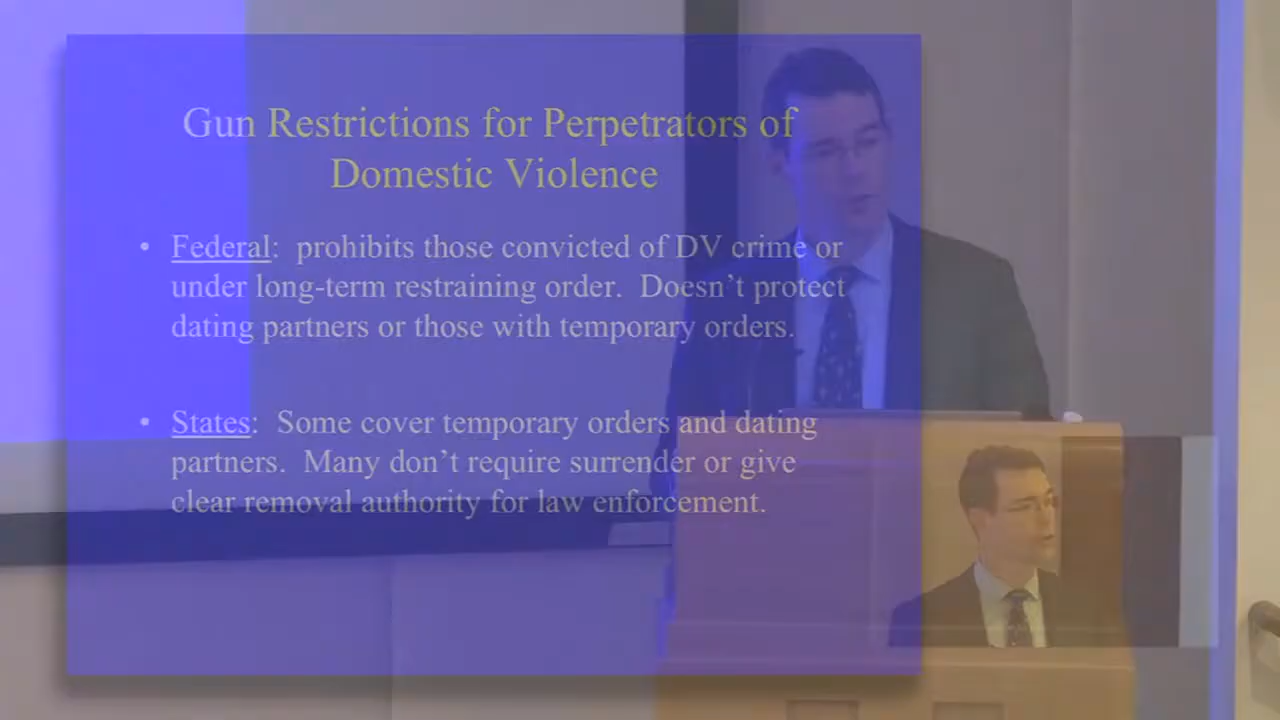 Gun Restrictions for Perpetrators of
Domestic Violence
• Federal: prohibits those convicted of DV crime or
under long-term restraining order. Doesn't protect
dating partners or those with temporary orders.
• States: Some cover temporary orders and dating
partners. Many don't require surrender or give
clear removal authority for law enforcement.